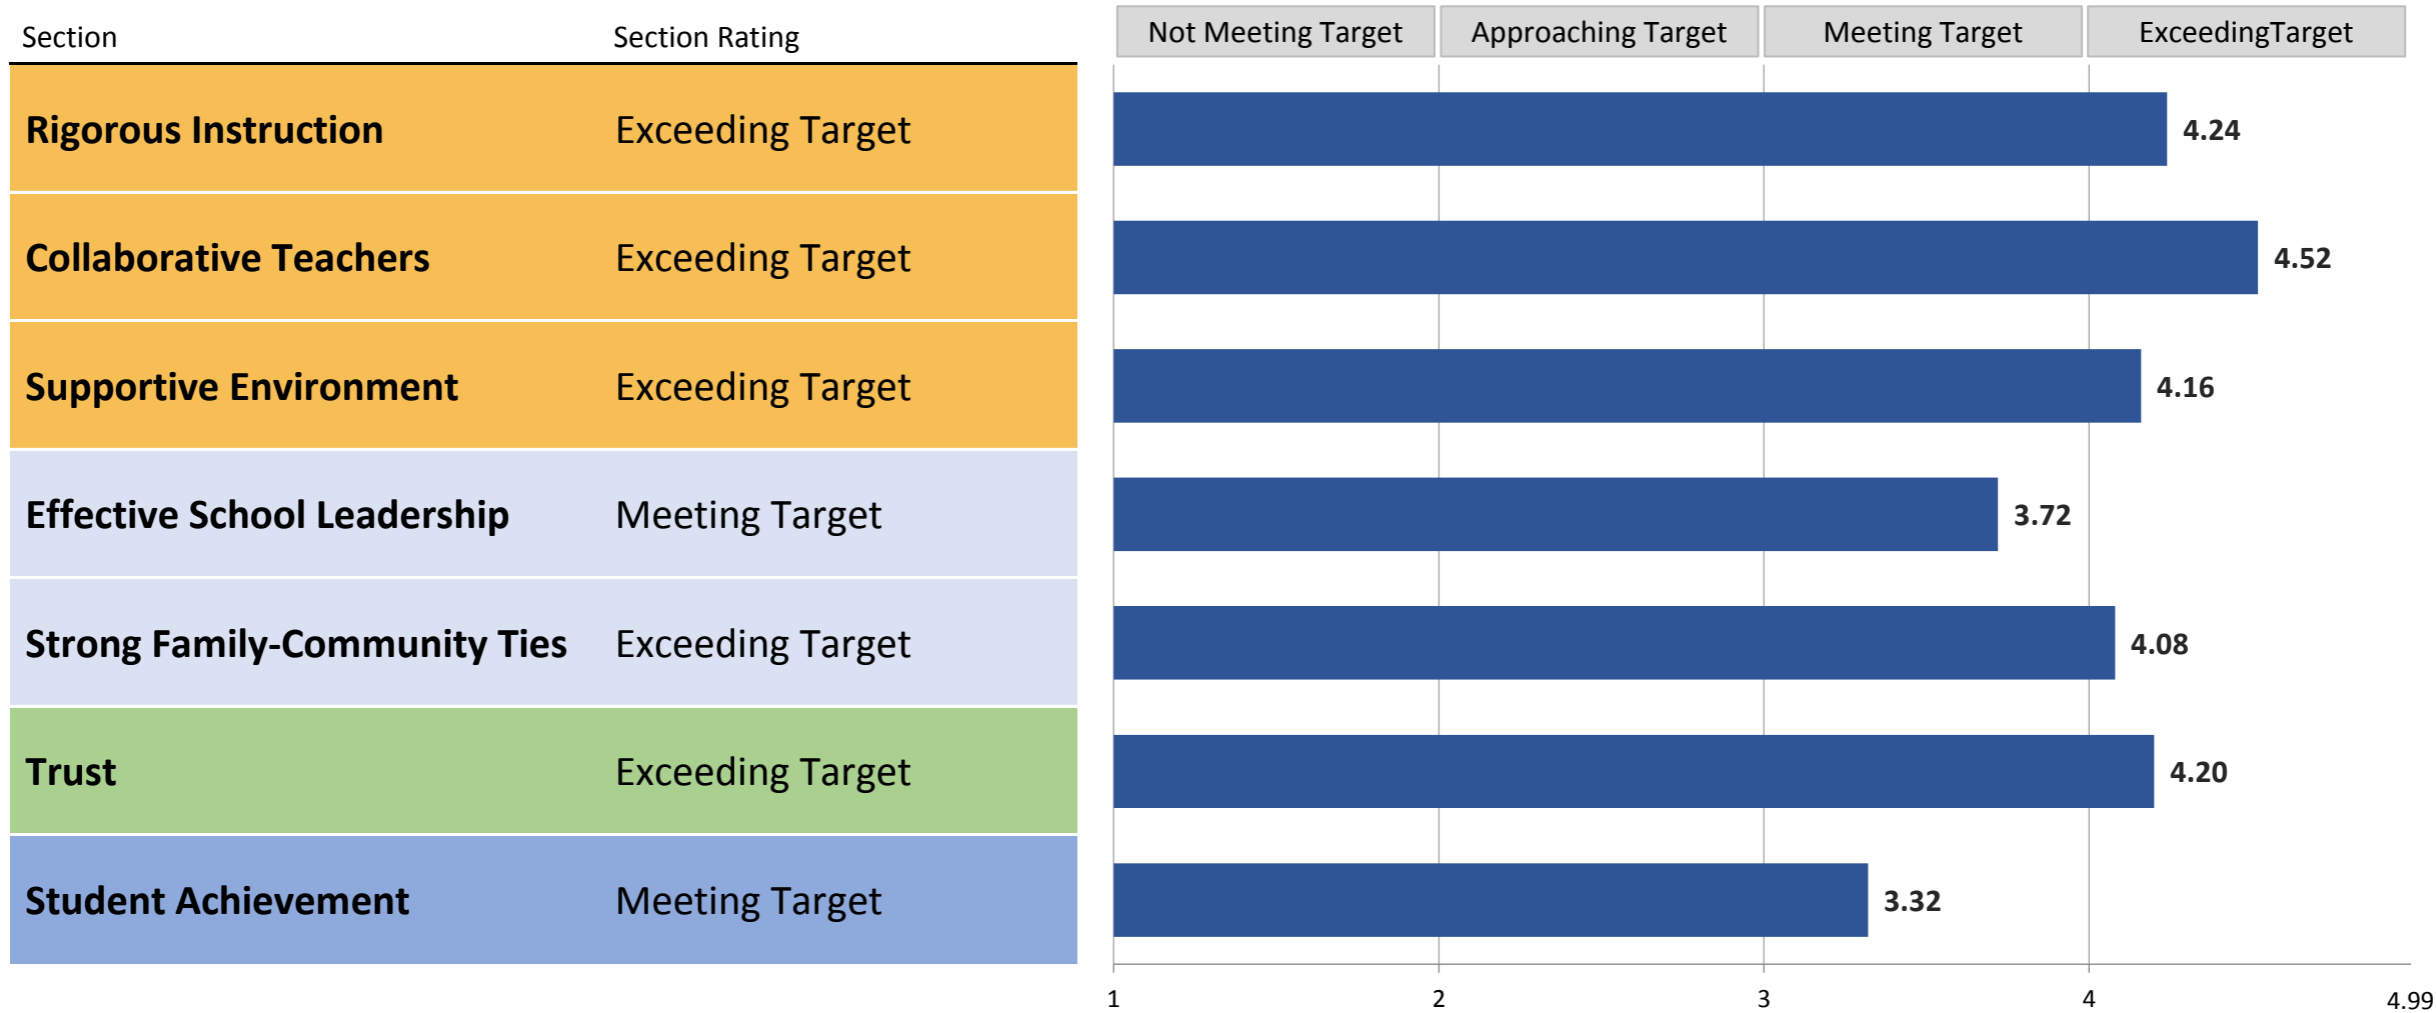 Section Section Rating Not Meeting Target Approaching Target Meeting Target ExceedingTarget
Rigorous Instruction Exceeding Target 4.24
Collaborative Teachers Exceeding Target 4.52
Supportive Environment Exceeding Target 4.16
Effective School Leadership Meeting Target 3.72
Strong Family-Community Ties Exceeding Target 4.08
Trust Exceeding Target 4.20
Student Achievement Meeting Target 3.32
1 2 3 4 4.99